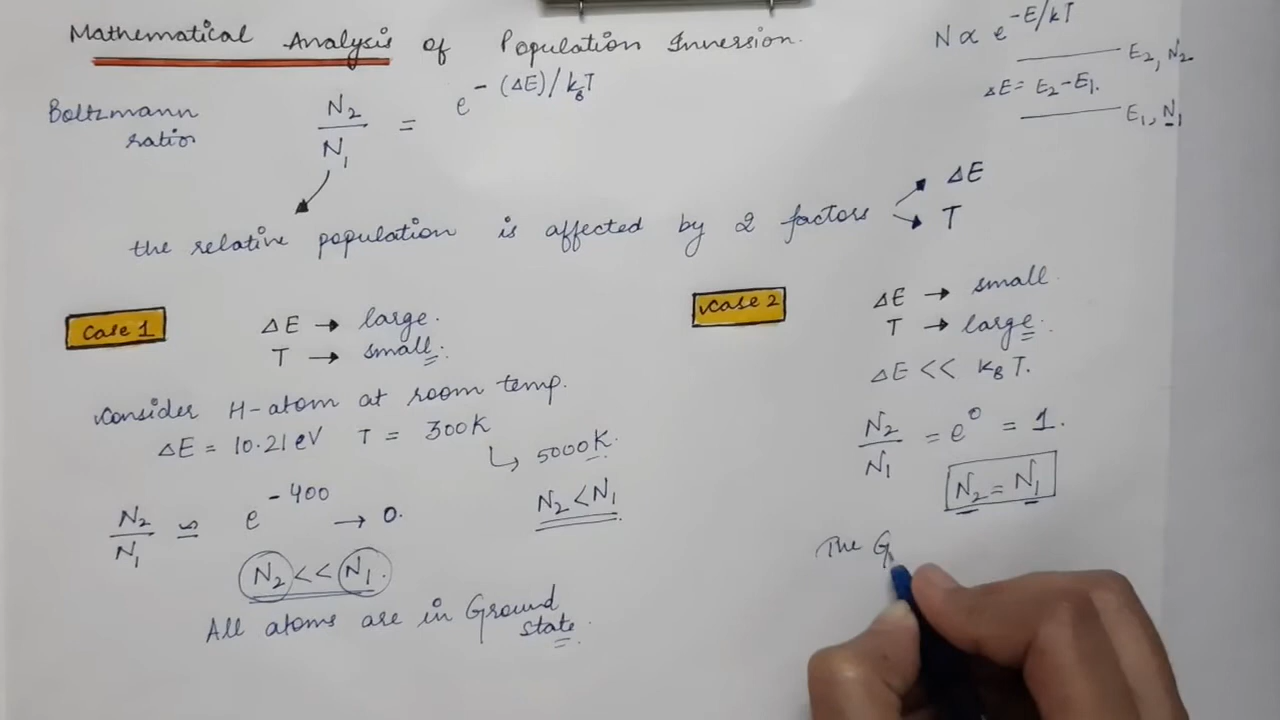 Mathematical Analysis of Population Inversion.
N ∝ e^-E/kT
E₂, N₂
ΔE = E₂ - E₁.
E₁, N₁
Boltzmann ratio
N₂/N₁ = e^-(ΔE)/k_BT
the relative population is affected by 2 factors
ΔE
T
Case 1
ΔE → large.
T → small.
Consider H-atom at room temp.
ΔE = 10.21 eV T = 300K
↳ 5000K.
N₂/N₁ ≃ e^-400 → 0.
N₂ < N₁
N₂ << N₁.
All atoms are in Ground
state.
Case 2
ΔE → small.
T → large.
ΔE << k_BT.
N₂/N₁ = e⁰ = 1.
N₂ = N₁
The G